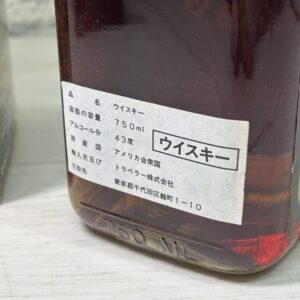 品名 ウイスキー
容器の容量 750ml
アルコール分 43度
原産国 アメリカ合衆国
輸入先及び トラベラー株式会社
引取先 東京都千代田区麹町1-10
ウイスキー
750 ML